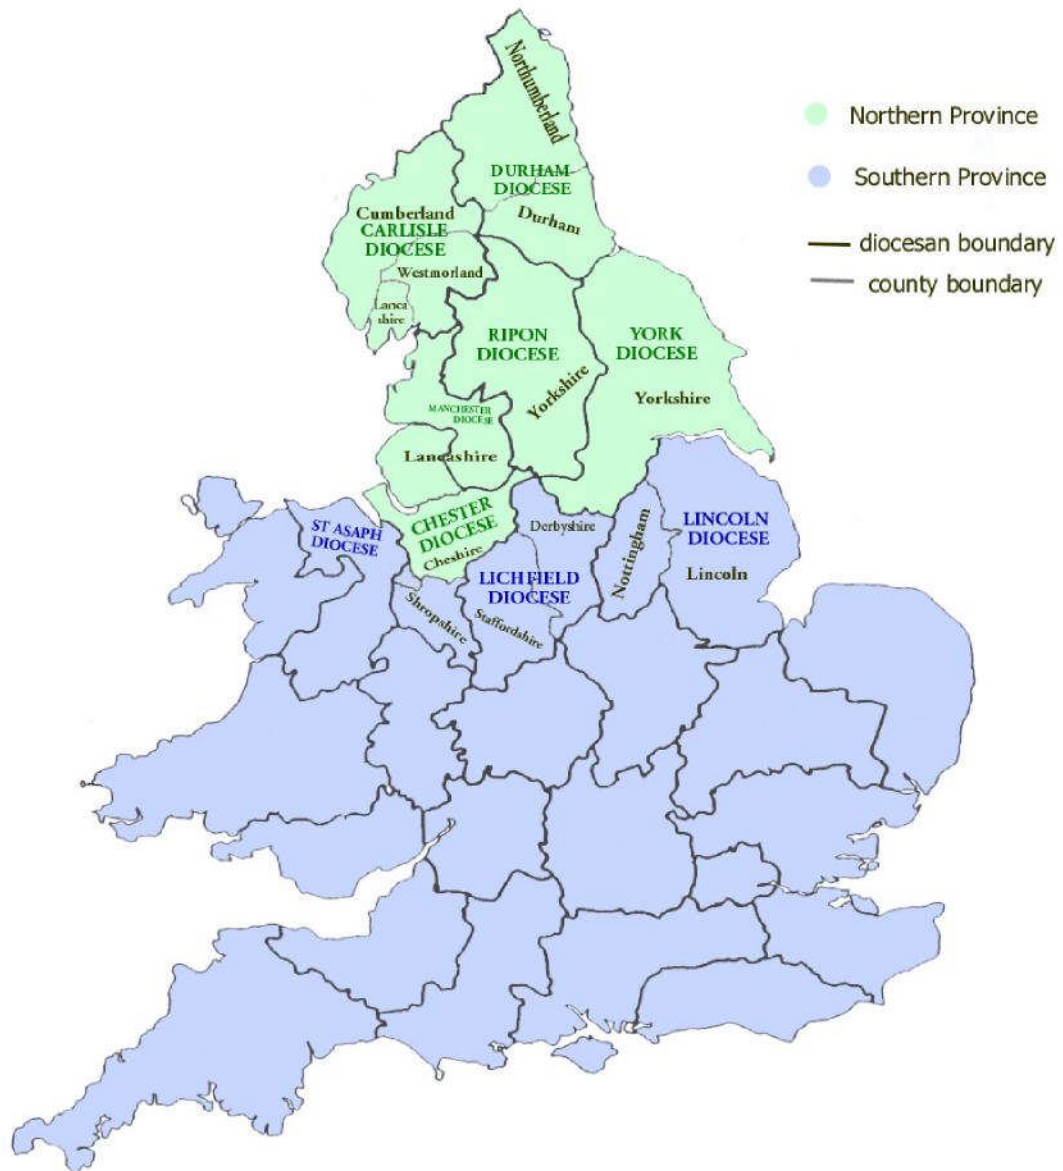 Northumberland
Northern Province
Southern Province
diocesan boundary
county boundary
DURHAM
DIOCESE
Durham
Cumberland
CARLISLE
DIOCESE
Westmorland
Lanca
shire
RIPON
DIOCESE
Yorkshire
YORK
DIOCESE
Yorkshire
MANCHESTER
DIOCESE
Lancashire
CHESTER
DIOCESE
Cheshire
ST ASAPH
DIOCESE
Derbyshire
LICHFIELD
DIOCESE
Shropshire
Staffordshire
Nottingham
LINCOLN
DIOCESE
Lincoln